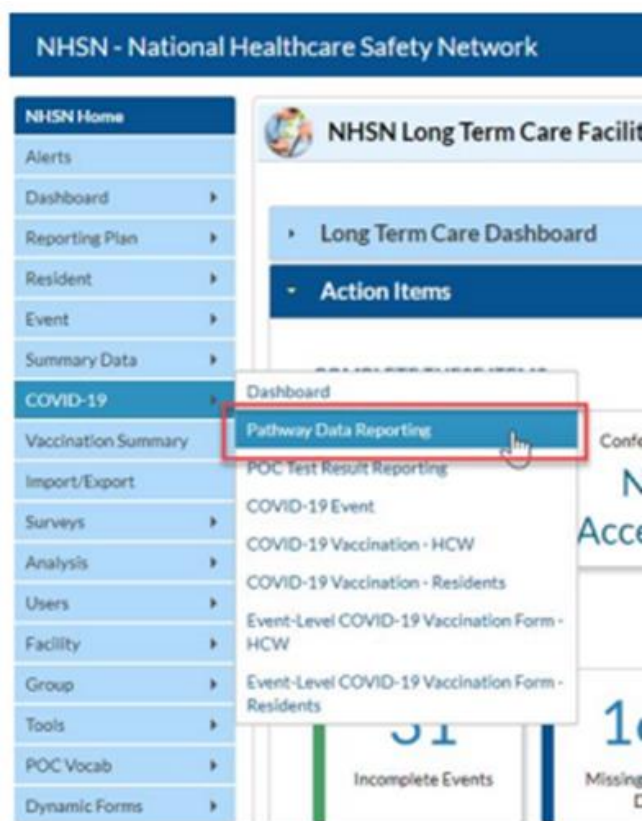 NHSN - National Healthcare Safety Network
NHSN Home
Alerts
Dashboard
Reporting Plan
Resident
Event
Summary Data
COVID-19
Vaccination Summary
Import/Export
Surveys
Analysis
Users
Facility
Group
Tools
POC Vocab
Dynamic Forms
NHSN Long Term Care Facilit
Long Term Care Dashboard
Action Items
COMPLETE THESE ITEMS
Dashboard
Pathway Data Reporting
POC Test Result Reporting
COVID-19 Event
COVID-19 Vaccination - HCW
COVID-19 Vaccination - Residents
Event-Level COVID-19 Vaccination Form -
HCW
Event-Level COVID-19 Vaccination Form -
Residents
Confe
N
Acce
31
Incomplete Events
Missing